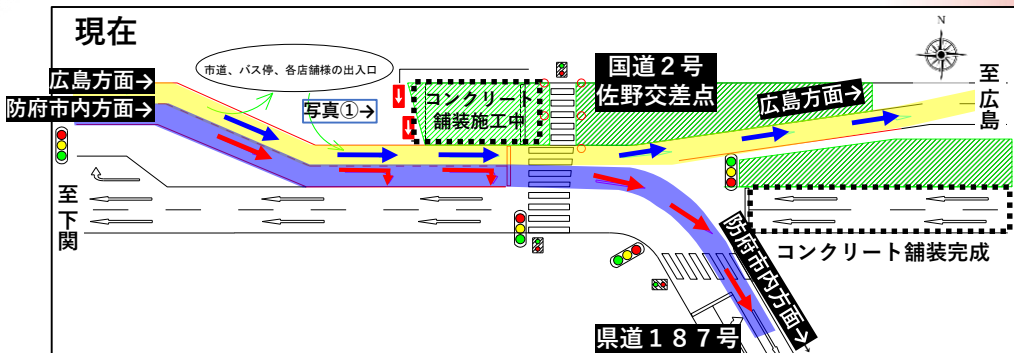 現在
N
市道、バス停、各店舗様の出入口
広島方面→
防府市内方面→
写真①→
コンクリート
舗装施工中
国道２号
佐野交差点
広島方面→
至広島
至下関
コンクリート舗装完成
防府市内方面→
県道１８７号